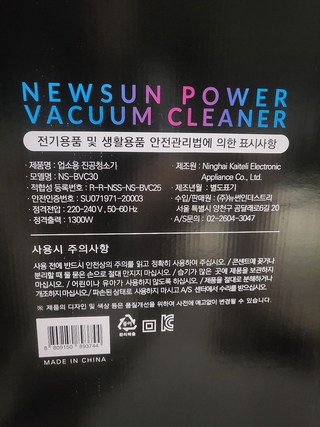 NEWSUN POWER
VACUUM CLEANER
전기용품 및 생활용품 안전관리법에 의한 표시사항
· 제품명 : 업소용 진공청소기
· 모델명 : NS-BVC30
· 적합성 등록번호 : R-R-NSS-NS-BVC25
· 안전인증번호 : SU071971-20003
· 정격전압 : 220-240 V, 50-60 Hz
· 정격출력 : 1300W
· 제조원 : Ninghai Kaiteli Electronic
Appliance Co., Ltd.
· 제조년월 : 별도표기
· 수입/판매원 : (주)뉴썬인더스트리
서울 특별시 양천구 곰달래로6길 20
· A/S문의 : 02-2604-3047
사용시 주의사항
사용 전에 반드시 안전상의 주의를 읽고 정확히 사용하여 주십시오. / 콘센트에 꽂거나
분리할 때 물 묻은 손으로 절대 만지지 마십시오. / 습기가 많은 곳에 제품을 보관하지
마십시오. / 어린이나 유아가 사용하지 않도록 하십시오. / 제품을 절대로 분해하거나
개조하지 마십시오./ 파손된 상태로 사용하지 마시고 A/S 센터에서 수리를 받으십시오.
※ 제품의 디자인 및 색상 등은 품질개선을 위하여 사전에 예고없이 변경될 수 있습니다.
종이
MADE IN CHINA